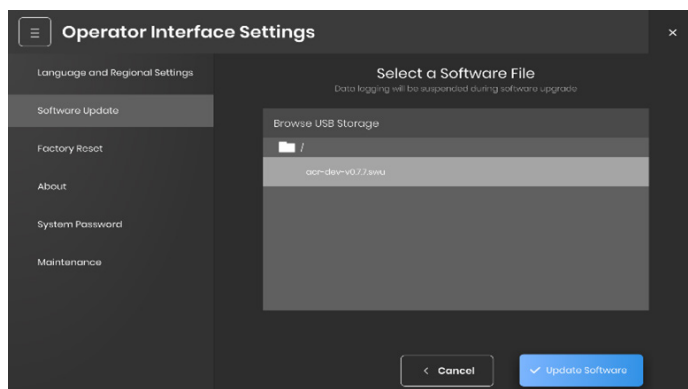 Operator Interface Settings
Language and Regional Settings
Software Update
Factory Reset
About
System Password
Maintenance
Select a Software File
Data logging will be suspended during software upgrade
Browse USB Storage
/
acr-dev-v0.7.7.swu
Cancel
Update Software